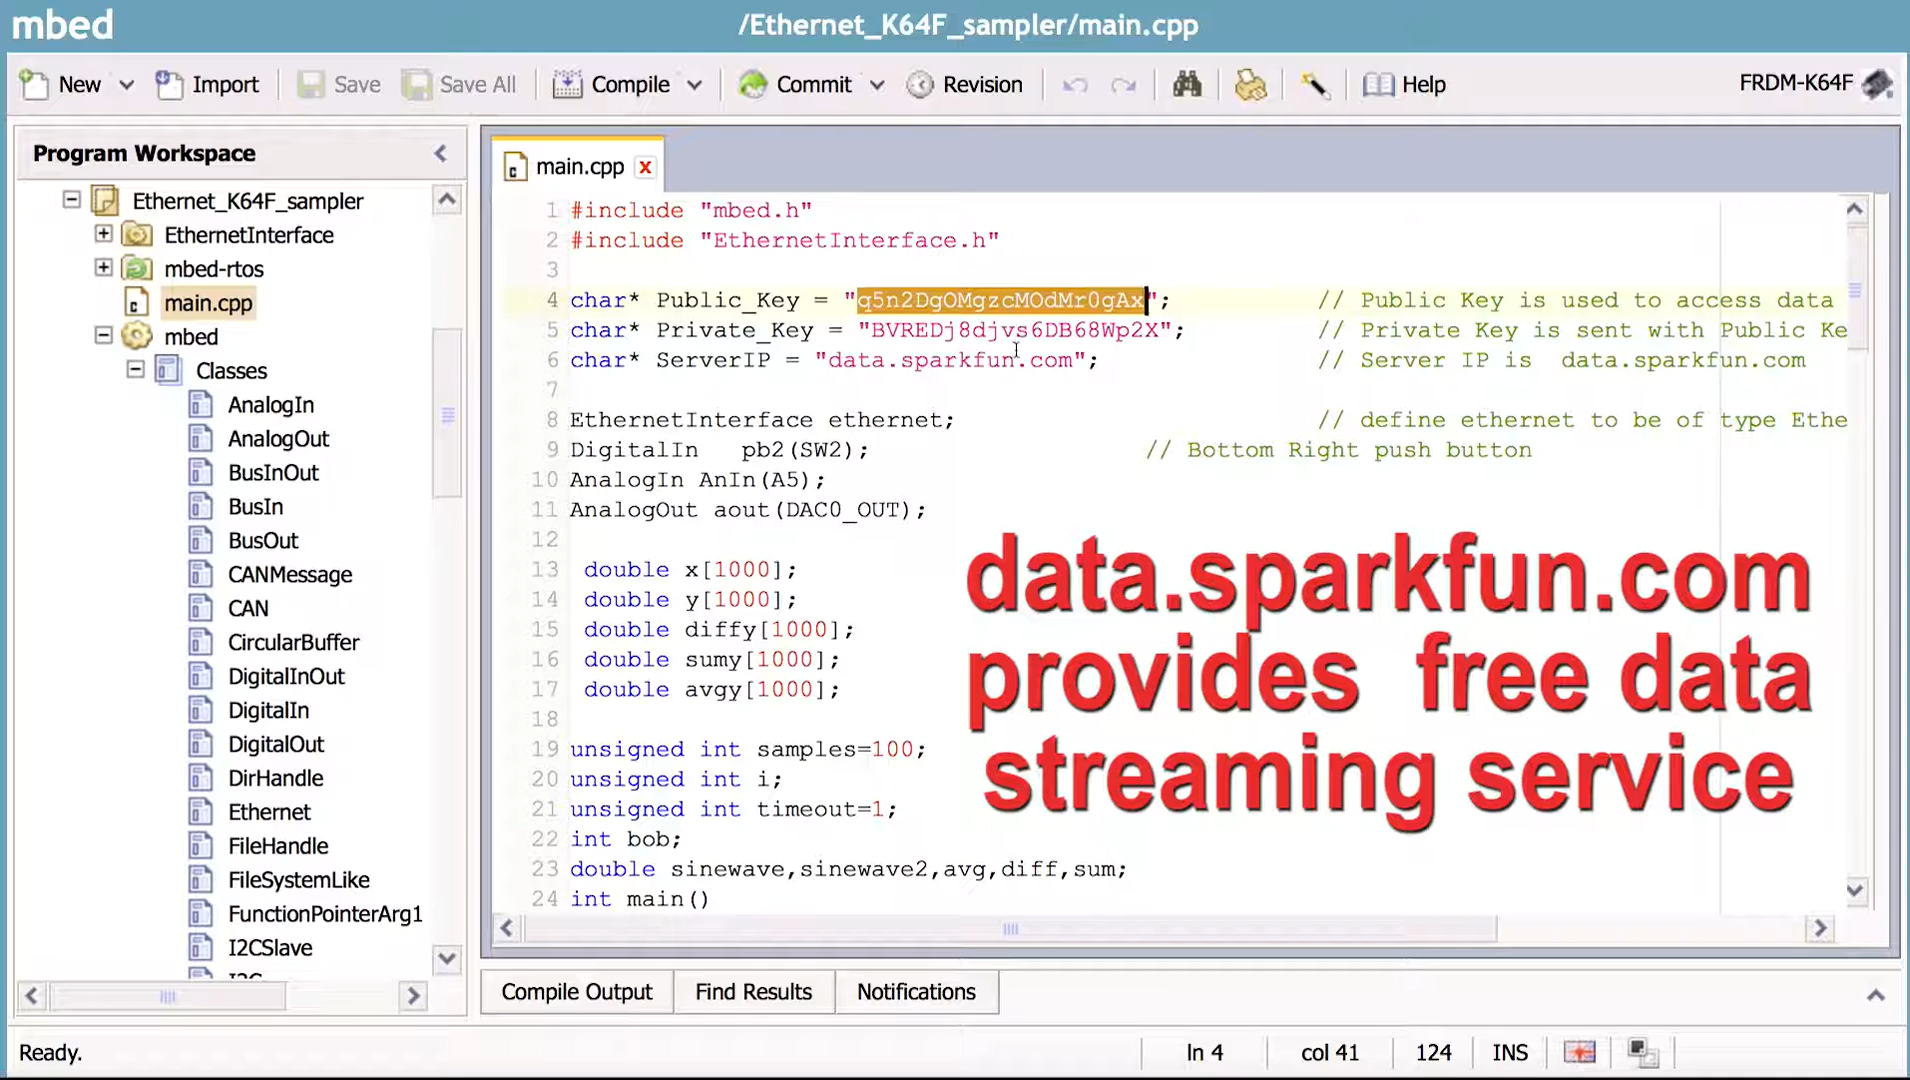 mbed
/Ethernet_K64F_sampler/main.cpp
New Import Save Save All Compile Commit Revision Help FRDM-K64F
Program Workspace
Ethernet_K64F_sampler
EthernetInterface
mbed-rtos
main.cpp
mbed
Classes
AnalogIn
AnalogOut
BusInOut
BusIn
BusOut
CANMessage
CAN
CircularBuffer
DigitalInOut
DigitalIn
DigitalOut
DirHandle
Ethernet
FileHandle
FileSystemLike
FunctionPointerArg1
I2CSlave
main.cpp x
1 #include "mbed.h"
2 #include "EthernetInterface.h"
3
4 char* Public_Key = "q5n2DgOMgzcMOdMr0gAx"; // Public Key is used to access data
5 char* Private_Key = "BVREDj8djvs6DB68Wp2X"; // Private Key is sent with Public Ke
6 char* ServerIP = "data.sparkfun.com"; // Server IP is data.sparkfun.com
7
8 EthernetInterface ethernet; // define ethernet to be of type Ethe
9 DigitalIn pb2(SW2); // Bottom Right push button
10 AnalogIn AnIn(A5);
11 AnalogOut aout(DAC0_OUT);
12
13 double x[1000];
14 double y[1000];
15 double diffy[1000];
16 double sumy[1000];
17 double avgy[1000];
18
19 unsigned int samples=100;
20 unsigned int i;
21 unsigned int timeout=1;
22 int bob;
23 double sinewave,sinewave2,avg,diff,sum;
24 int main()
data.sparkfun.com
provides free data
streaming service
Compile Output Find Results Notifications
Ready. ln 4 col 41 124 INS